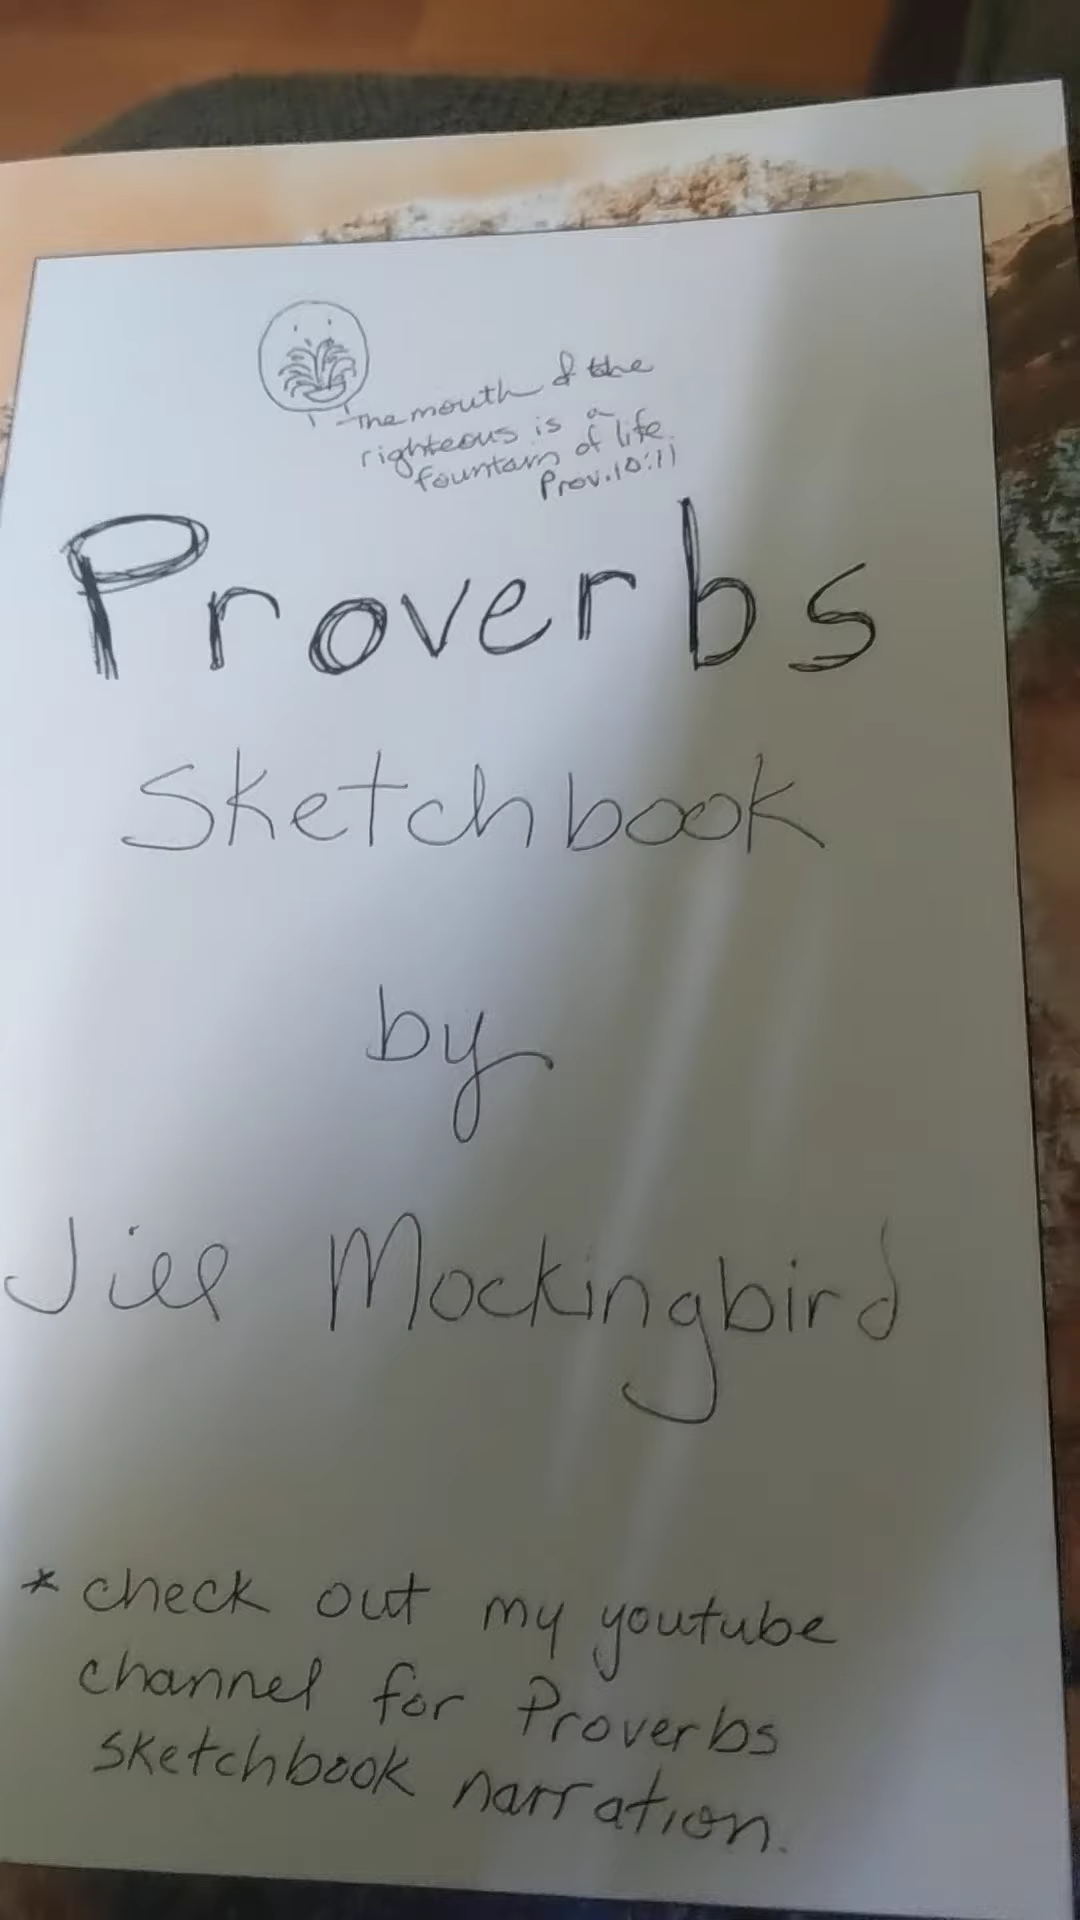 The mouth of the
righteous is a
fountain of life.
Prov. 10:11
Proverbs
Sketchbook
by
Jill Mockingbird
* check out my youtube
channel for Proverbs
sketchbook narration.